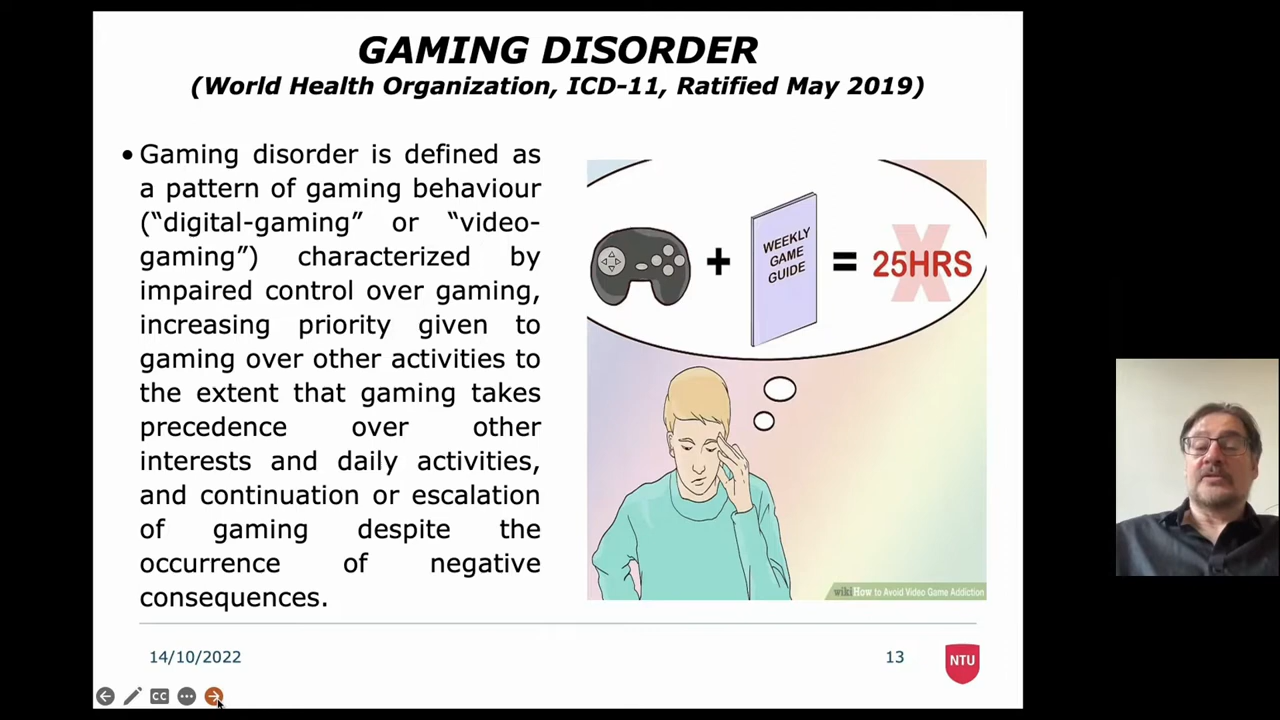 GAMING DISORDER
(World Health Organization, ICD-11, Ratified May 2019)
• Gaming disorder is defined as
a pattern of gaming behaviour
(“digital-gaming” or “video-
gaming”) characterized by
impaired control over gaming,
increasing priority given to
gaming over other activities to
the extent that gaming takes
precedence over other
interests and daily activities,
and continuation or escalation
of gaming despite the
occurrence of negative
consequences.
WEEKLY
GAME
GUIDE
+
=
25HRS
X
wikiHow to Avoid Video Game Addiction
14/10/2022
13
NTU
CC